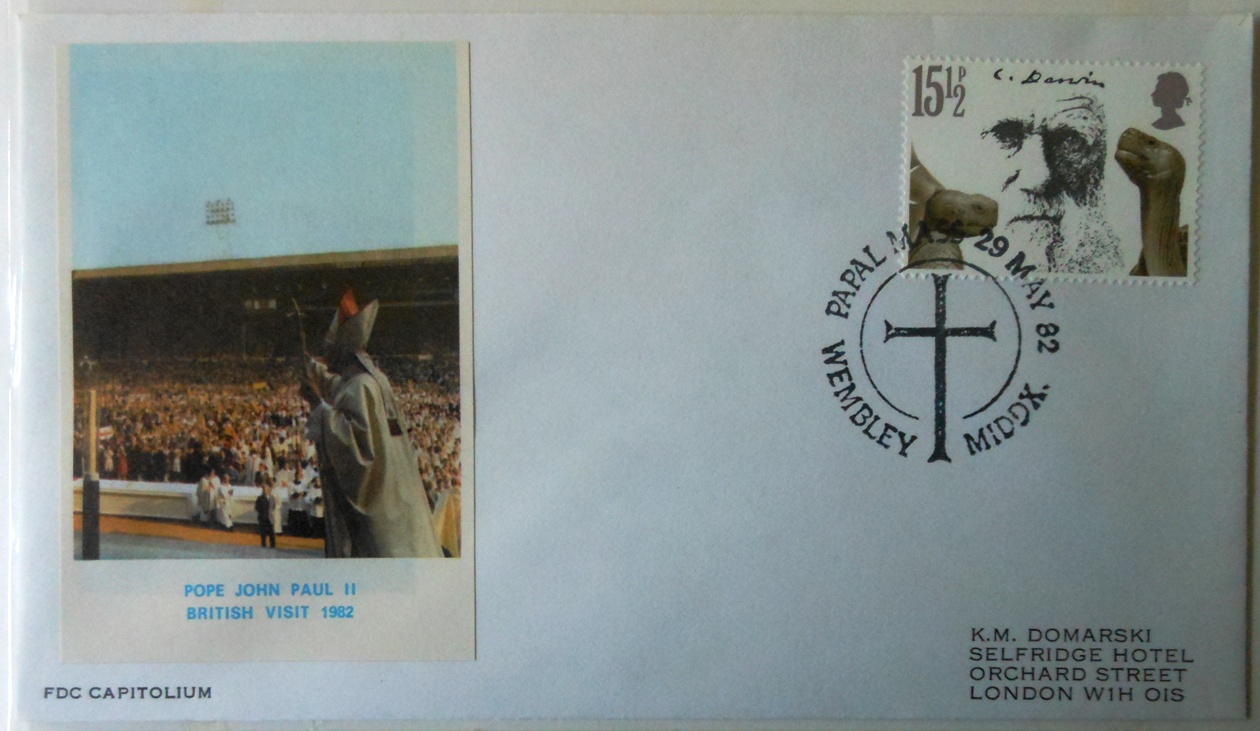 15½P
C. Darwin
PAPAL MASS 29 MAY 82
WEMBLEY MIDDX.
POPE JOHN PAUL II
BRITISH VISIT 1982
FDC CAPITOLIUM
K.M. DOMARSKI
SELFRIDGE HOTEL
ORCHARD STREET
LONDON W1H OIS